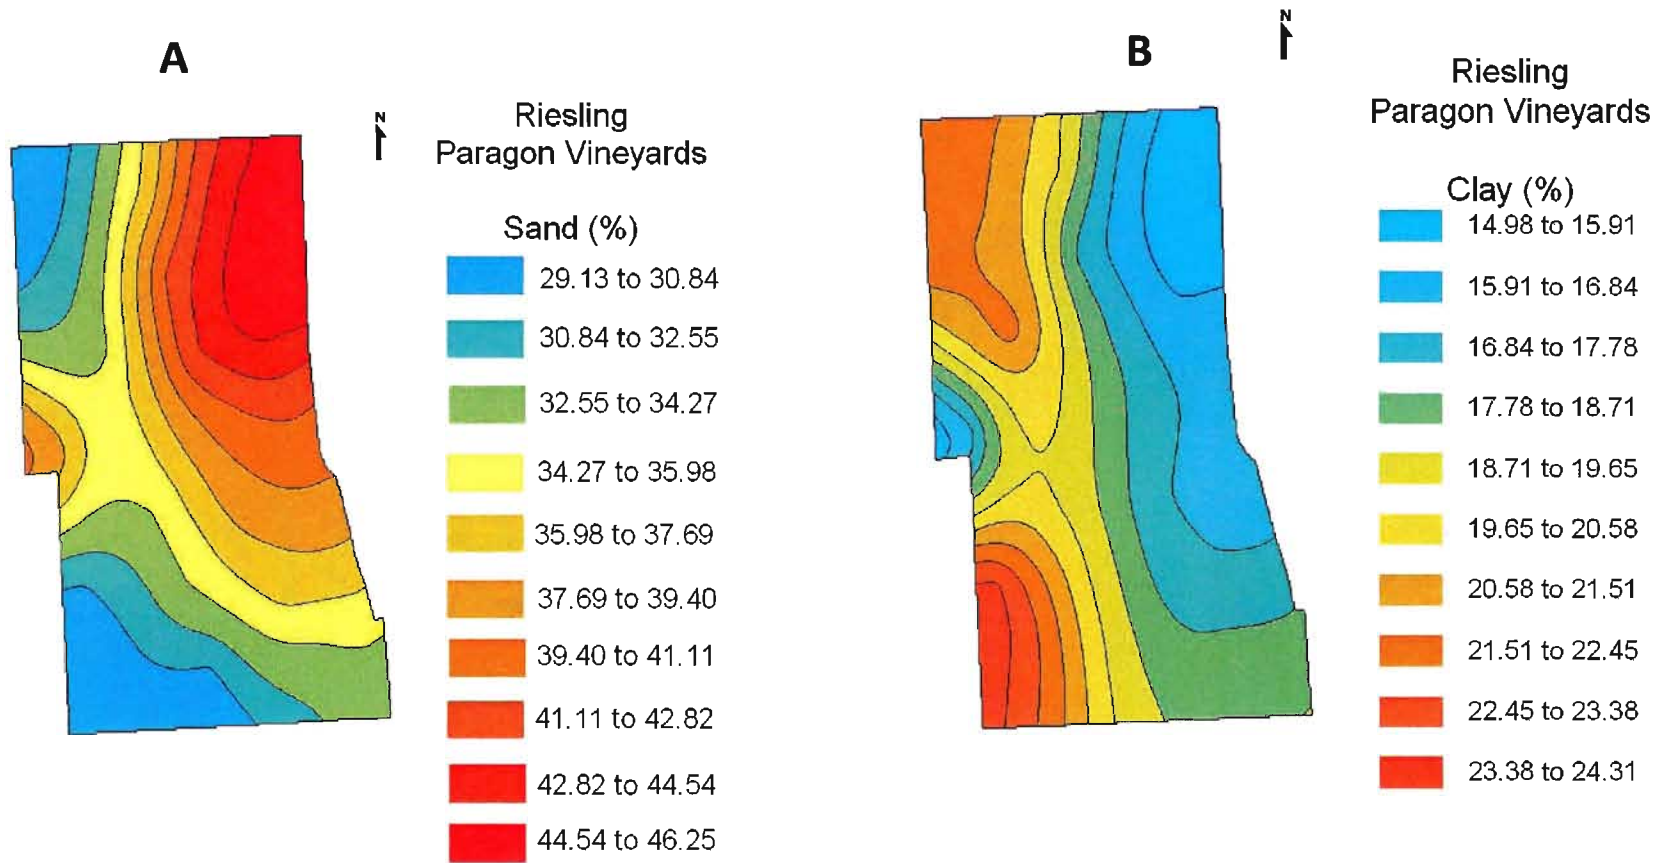 A
N
Riesling
Paragon Vineyards
Sand (%)
29.13 to 30.84
30.84 to 32.55
32.55 to 34.27
34.27 to 35.98
35.98 to 37.69
37.69 to 39.40
39.40 to 41.11
41.11 to 42.82
42.82 to 44.54
44.54 to 46.25
B
N
Riesling
Paragon Vineyards
Clay (%)
14.98 to 15.91
15.91 to 16.84
16.84 to 17.78
17.78 to 18.71
18.71 to 19.65
19.65 to 20.58
20.58 to 21.51
21.51 to 22.45
22.45 to 23.38
23.38 to 24.31